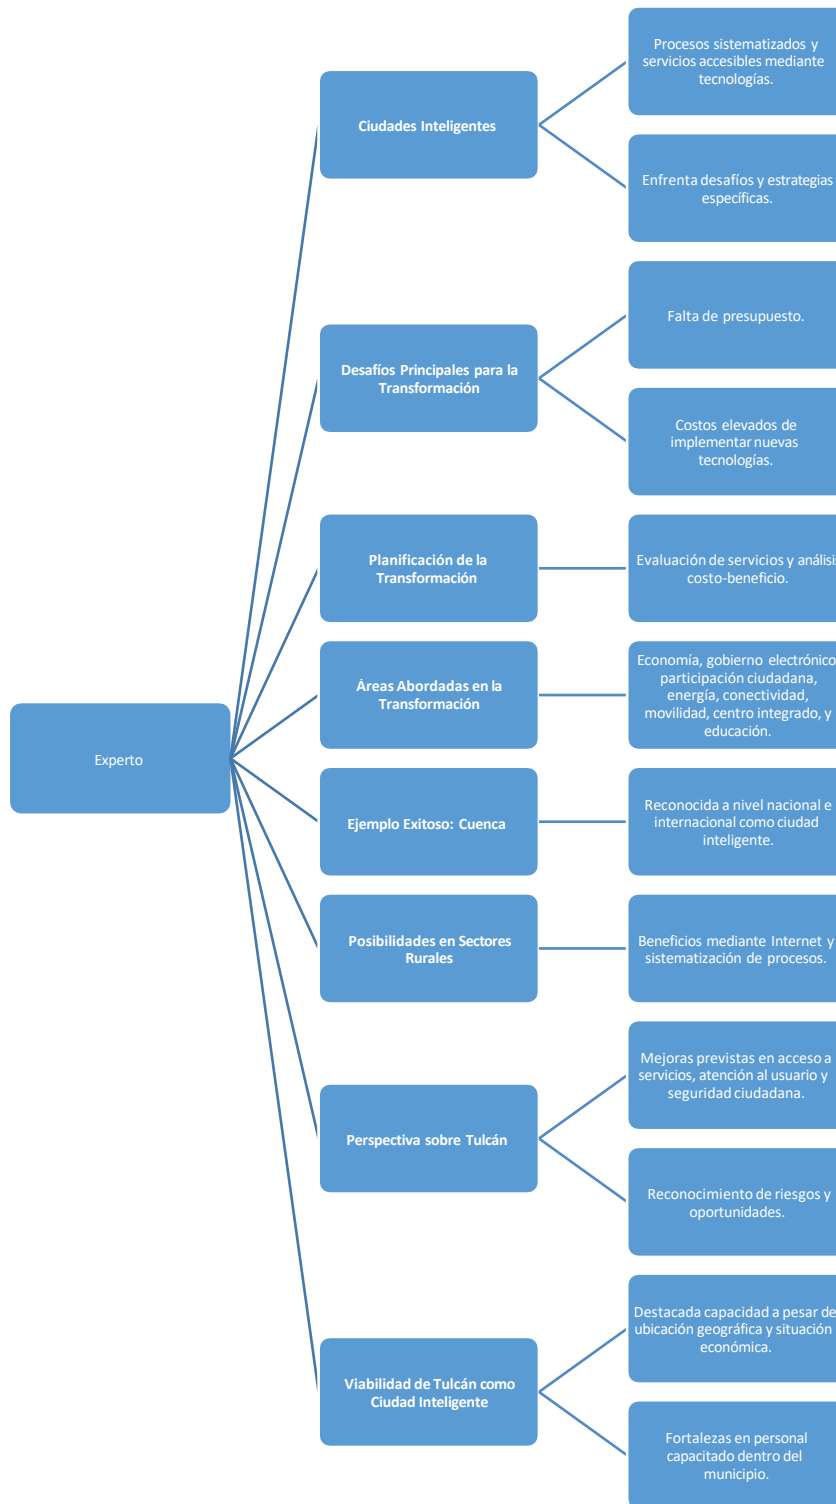 Experto
Ciudades Inteligentes
Procesos sistematizados y
servicios accesibles mediante
tecnologías.
Enfrenta desafíos y estrategias
específicas.
Desafíos Principales para la
Transformación
Falta de presupuesto.
Costos elevados de
implementar nuevas
tecnologías.
Planificación de la
Transformación
Evaluación de servicios y análisis
costo-beneficio.
Áreas Abordadas en la
Transformación
Economía, gobierno electrónico
participación ciudadana,
energía, conectividad,
movilidad, centro integrado, y
educación.
Ejemplo Exitoso: Cuenca
Reconocida a nivel nacional e
internacional como ciudad
inteligente.
Posibilidades en Sectores
Rurales
Beneficios mediante Internet y
sistematización de procesos.
Perspectiva sobre Tulcán
Mejoras previstas en acceso a
servicios, atención al usuario y
seguridad ciudadana.
Reconocimiento de riesgos y
oportunidades.
Viabilidad de Tulcán como
Ciudad Inteligente
Destacada capacidad a pesar de
ubicación geográfica y situación
económica.
Fortalezas en personal
capacitado dentro del
municipio.